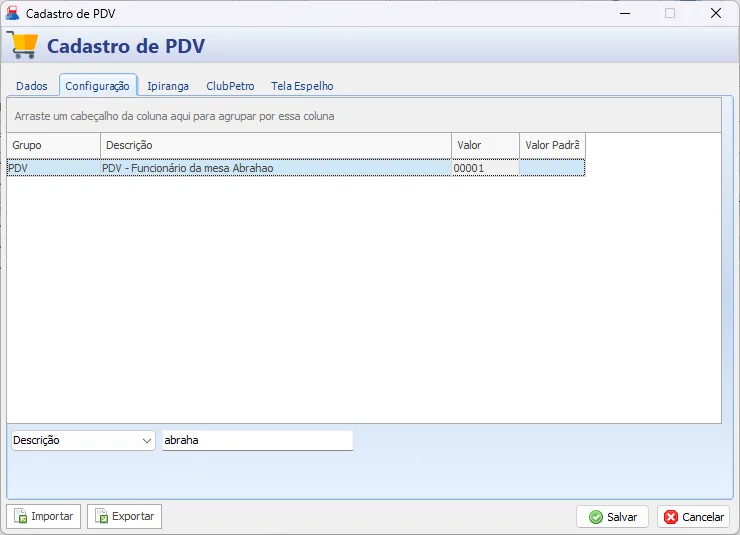 Cadastro de PDV
Cadastro de PDV
Dados Configuração Ipiranga ClubPetro Tela Espelho
Arraste um cabeçalho da coluna aqui para agrupar por essa coluna
Grupo Descrição Valor Valor Padrã
PDV PDV - Funcionário da mesa Abrahao 00001
Descrição abraha
Importar Exportar Salvar Cancelar